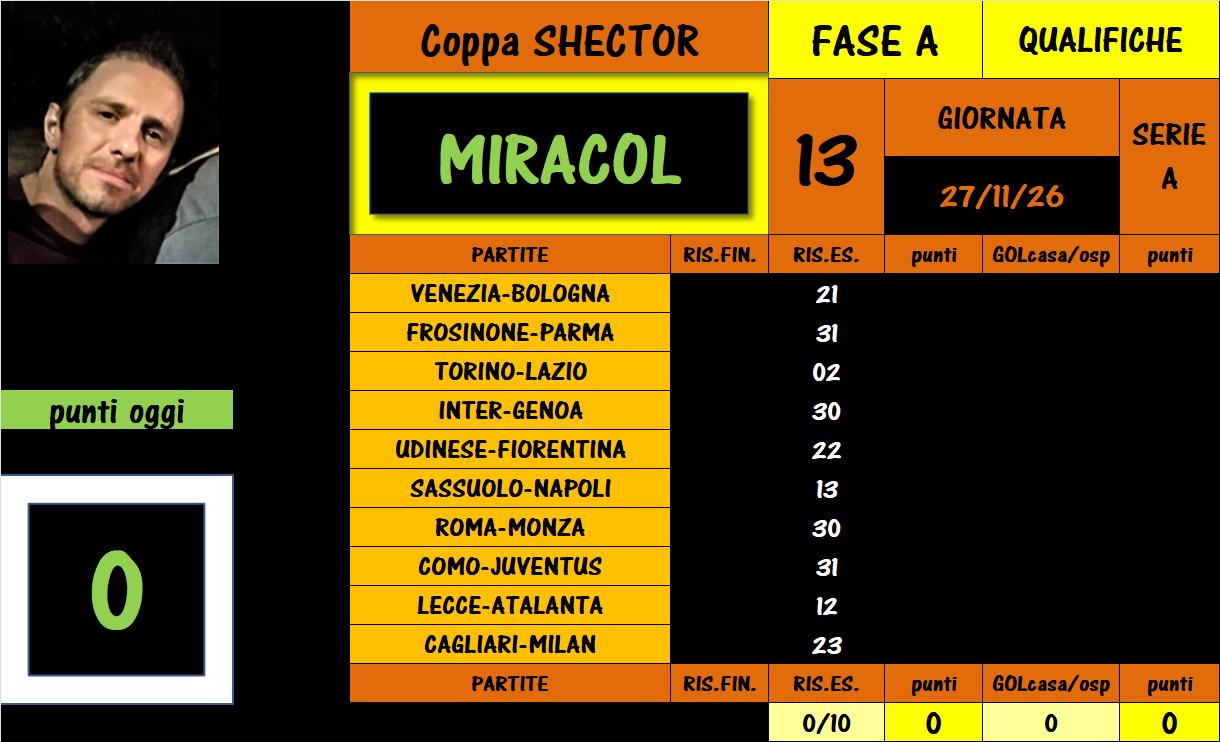 Coppa SHECTOR FASE A QUALIFICHE
MIRACOL 13 GIORNATA SERIE A
27/11/26
PARTITE RIS.FIN. RIS.ES. punti GOLcasa/osp punti
VENEZIA-BOLOGNA 21
FROSINONE-PARMA 31
TORINO-LAZIO 02
punti oggi
INTER-GENOA 30
UDINESE-FIORENTINA 22
SASSUOLO-NAPOLI 13
ROMA-MONZA 30
COMO-JUVENTUS 31
0
LECCE-ATALANTA 12
CAGLIARI-MILAN 23
PARTITE RIS.FIN. RIS.ES. punti GOLcasa/osp punti
0/10 0 0 0